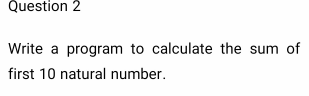 Question 2
Write a program to calculate the sum of
first 10 natural number.